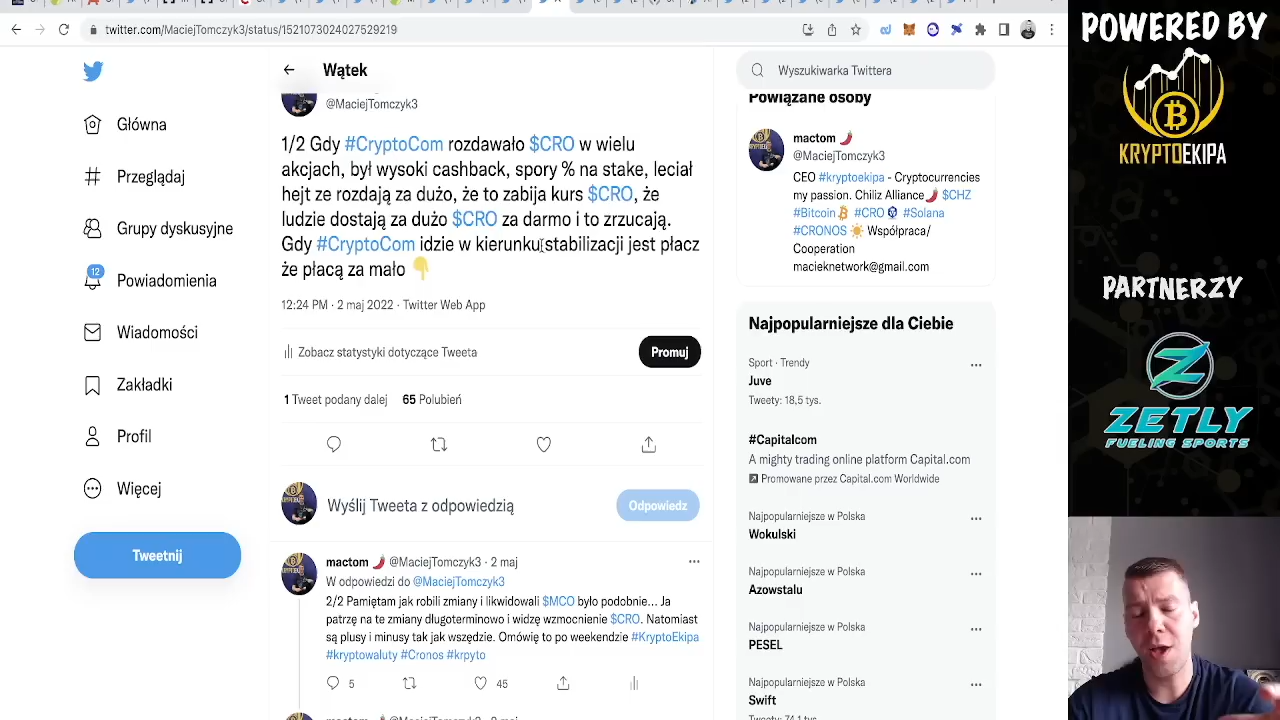 twitter.com/MaciejTomczyk3/status/1521073024027529219
Główna
Przeglądaj
Grupy dyskusyjne
12
Powiadomienia
Wiadomości
Zakładki
Profil
Więcej
Tweetnij
Wątek
@MaciejTomczyk3
1/2 Gdy #CryptoCom rozdawało $CRO w wielu
akcjach, był wysoki cashback, spory % na stake, leciał
hejt ze rozdają za dużo, że to zabija kurs $CRO, że
ludzie dostają za dużo $CRO za darmo i to zrzucają.
Gdy #CryptoCom idzie w kierunku stabilizacji jest płacz
że płacą za mało
12:24 PM · 2 maj 2022 · Twitter Web App
Zobacz statystyki dotyczące Tweeta
Promuj
1 Tweet podany dalej 65 Polubień
Wyślij Tweeta z odpowiedzią
Odpowiedz
mactom @MaciejTomczyk3 · 2 maj
W odpowiedzi do @MaciejTomczyk3
2/2 Pamiętam jak robili zmiany i likwidowali $MCO było podobnie... Ja
patrzę na te zmiany dlugoterminowo i widzę wzmocnienie $CRO. Natomiast
są plusy i minusy tak jak wszędzie. Omówię to po weekendzie #KryptoEkipa
#kryptowaluty #Cronos #krpyto
5
45
Wyszukiwarka Twittera
Powiązane osoby
mactom
@MaciejTomczyk3
CEO #kryptoekipa - Cryptocurrencies
my passion. Chiliz Alliance $CHZ
#Bitcoin #CRO #Solana
#CRONOS Współpraca/
Cooperation
macieknetwork@gmail.com
Najpopularniejsze dla Ciebie
Sport · Trendy
Juve
Tweety: 18,5 tys.
#Capitalcom
A mighty trading online platform Capital.com
Promowane przez Capital.com Worldwide
Najpopularniejsze w Polska
Wokulski
Najpopularniejsze w Polska
Azowstalu
Najpopularniejsze w Polska
PESEL
Najpopularniejsze w Polska
Swift
Tweety: 74,1 tys.
POWERED BY
KRYPTOEKIPA
PARTNERZY
ZETLY
FUELING SPORTS